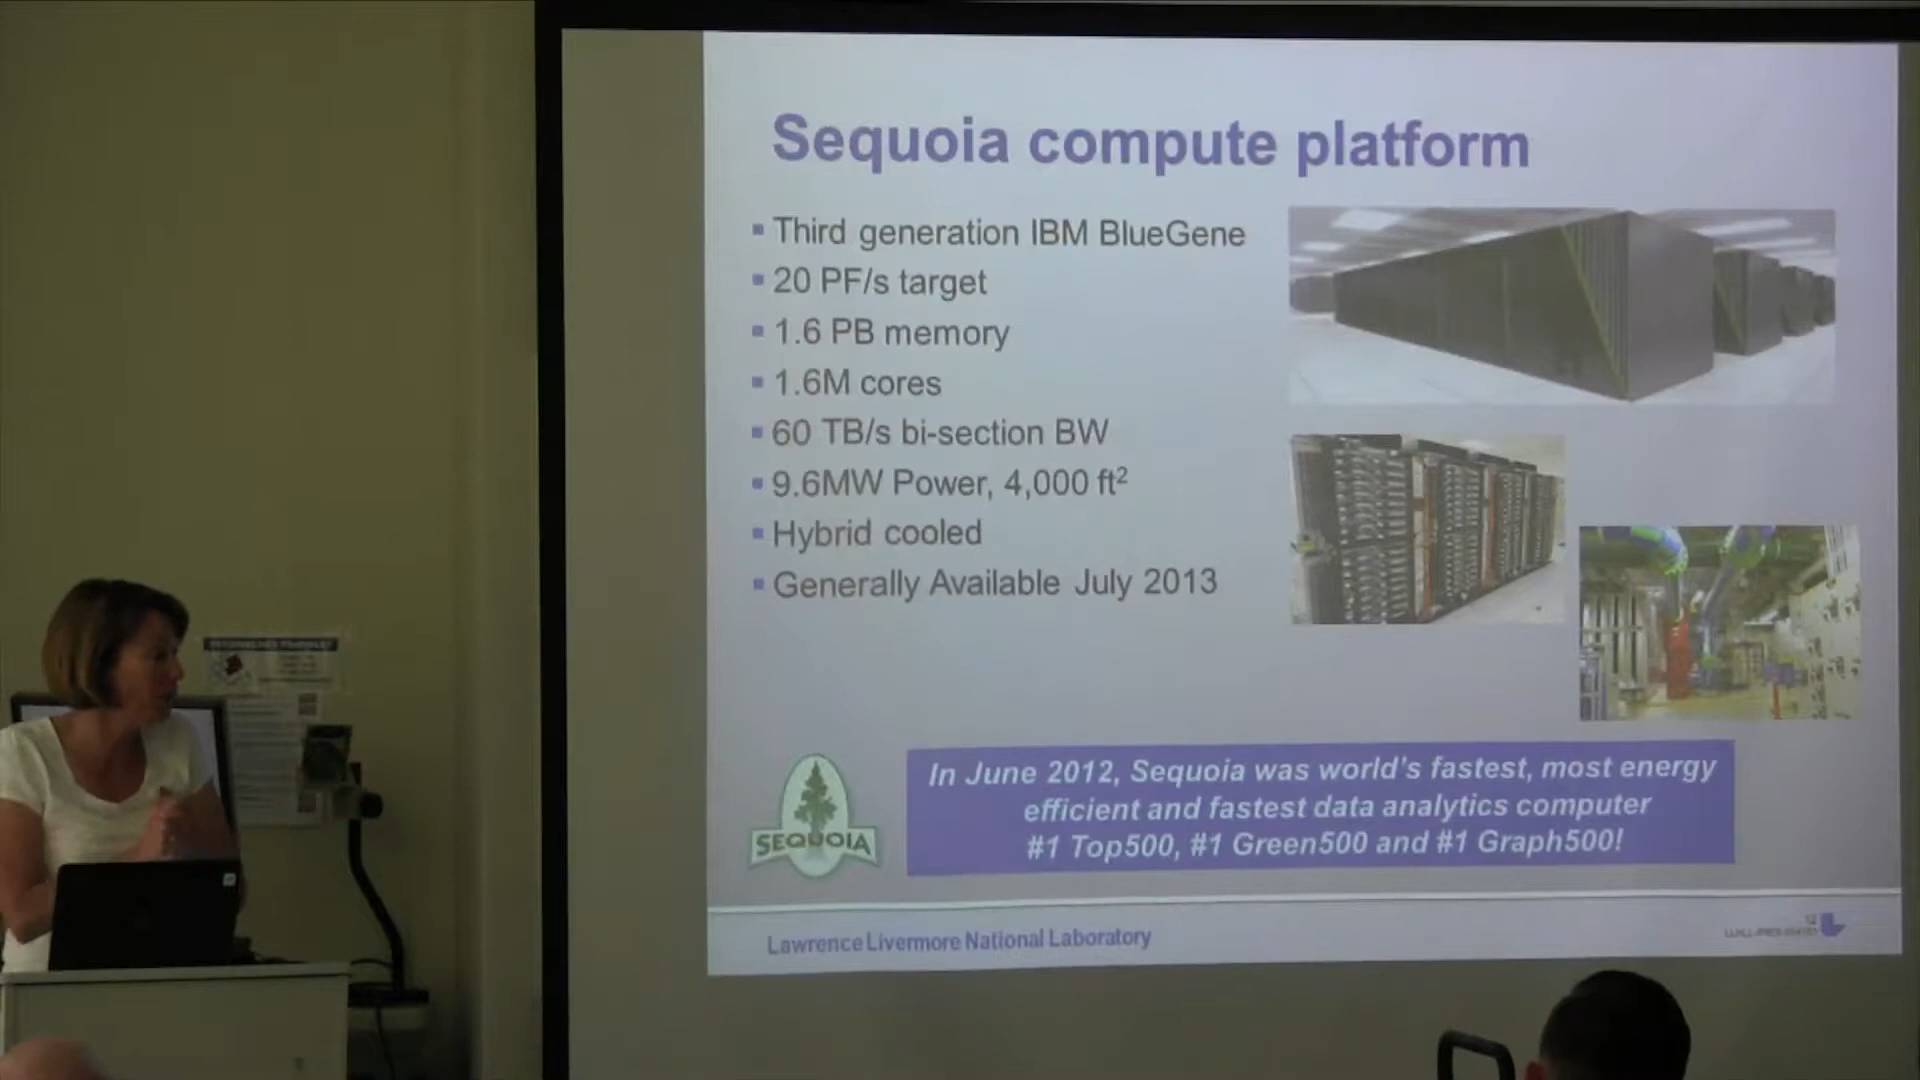 Sequoia compute platform
▪ Third generation IBM BlueGene
▪ 20 PF/s target
▪ 1.6 PB memory
▪ 1.6M cores
▪ 60 TB/s bi-section BW
▪ 9.6MW Power, 4,000 ft²
▪ Hybrid cooled
▪ Generally Available July 2013
In June 2012, Sequoia was world's fastest, most energy
efficient and fastest data analytics computer
#1 Top500, #1 Green500 and #1 Graph500!
SEQUOIA
Lawrence Livermore National Laboratory
12